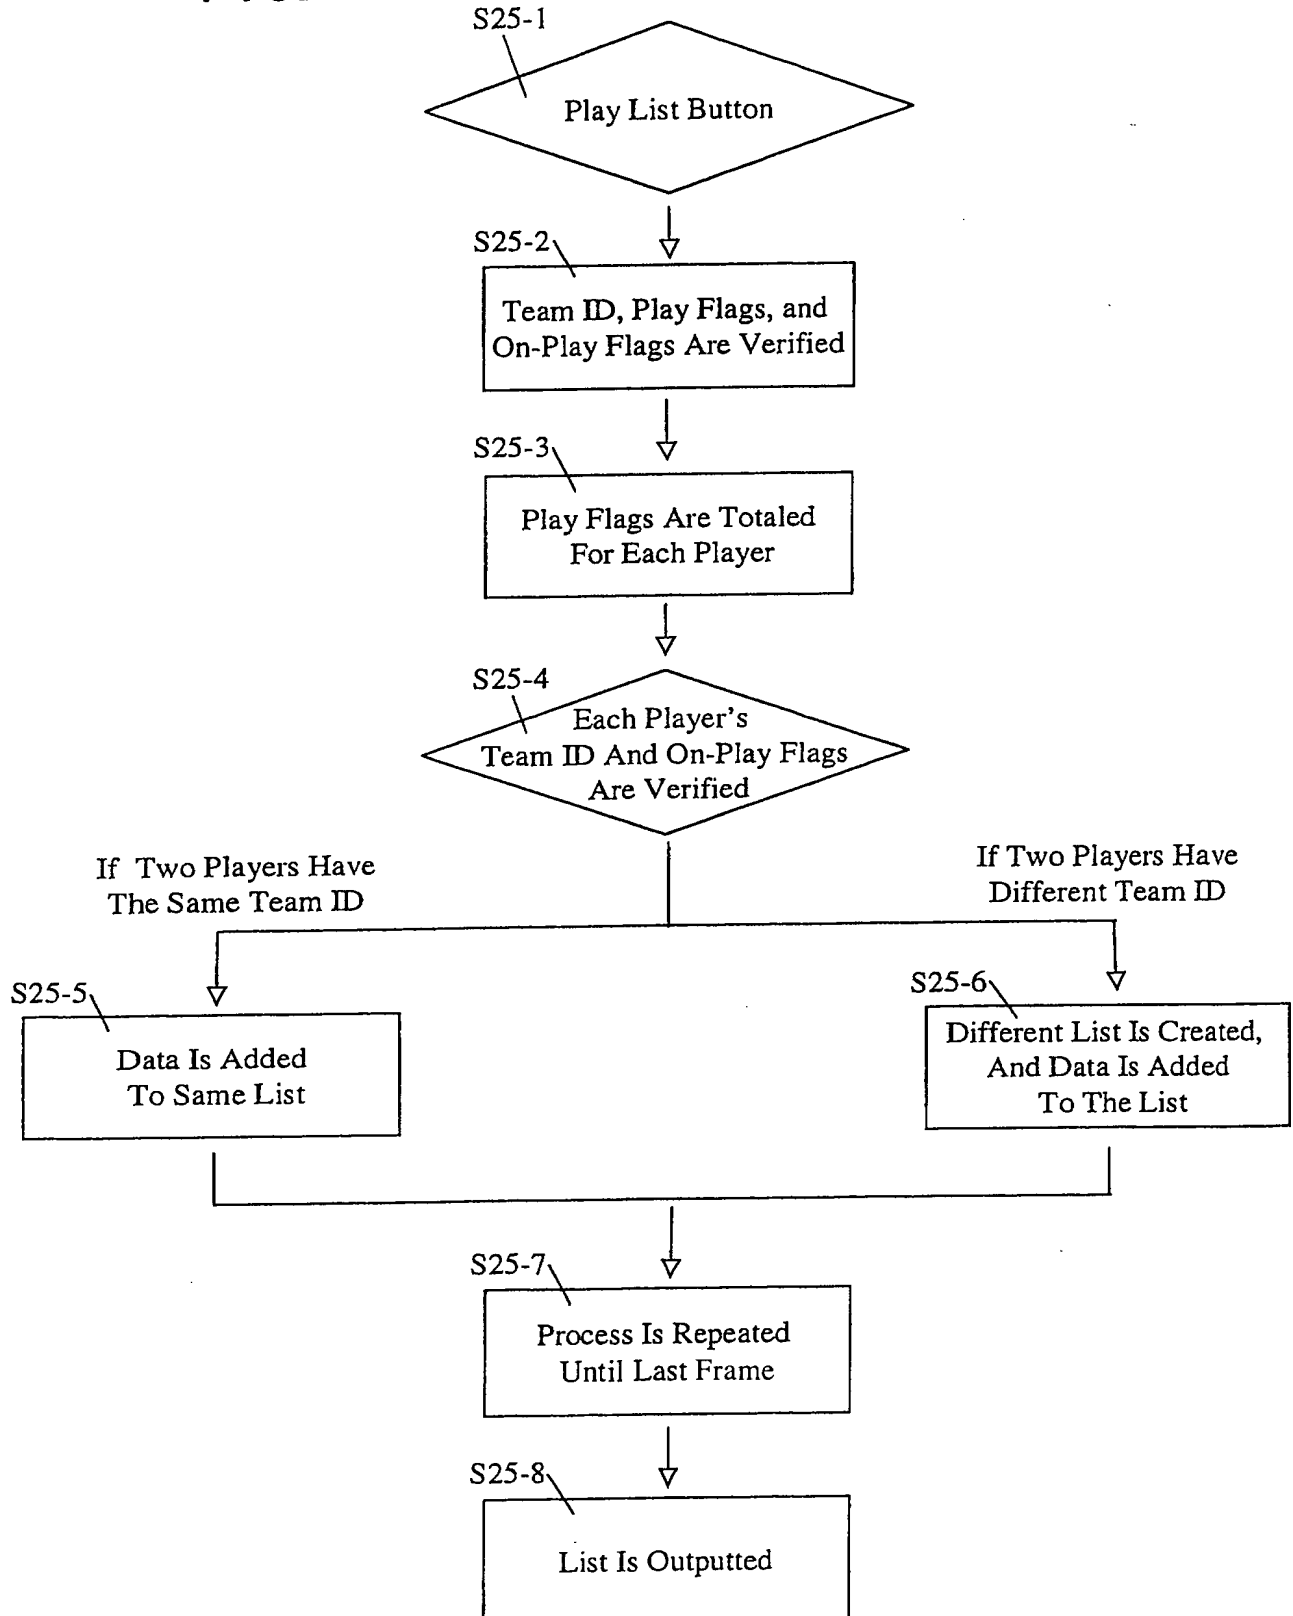 S25-1
Play List Button
S25-2
Team ID, Play Flags, and
On-Play Flags Are Verified
S25-3
Play Flags Are Totaled
For Each Player
S25-4
Each Player's
Team ID And On-Play Flags
Are Verified
If Two Players Have
The Same Team ID
If Two Players Have
Different Team ID
S25-5
Data Is Added
To Same List
S25-6
Different List Is Created,
And Data Is Added
To The List
S25-7
Process Is Repeated
Until Last Frame
S25-8
List Is Outputted